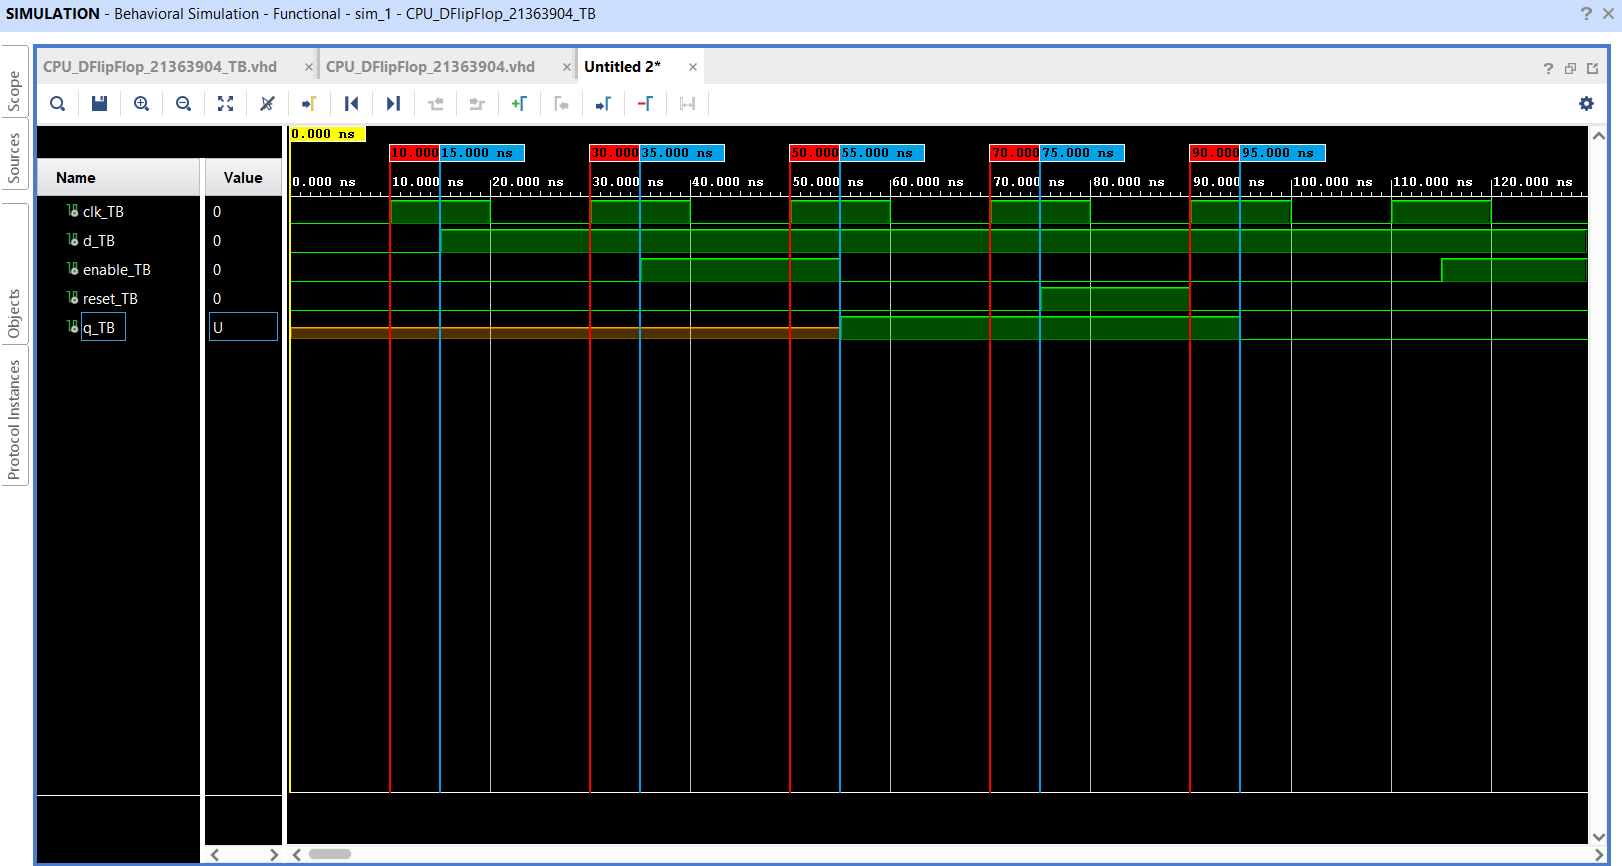 SIMULATION - Behavioral Simulation - Functional - sim_1 - CPU_DFlipFlop_21363904_TB
? ×
CPU_DFlipFlop_21363904_TB.vhd × CPU_DFlipFlop_21363904.vhd × Untitled 2* ×
?
Scope
Sources
Objects
Protocol Instances
0.000 ns
10.000 15.000 ns 30.000 35.000 ns 50.000 55.000 ns 70.000 75.000 ns 90.000 95.000 ns
0.000 ns 10.000 ns 20.000 ns 30.000 ns 40.000 ns 50.000 ns 60.000 ns 70.000 ns 80.000 ns 90.000 ns 100.000 ns 110.000 ns 120.000 ns
Name Value
clk_TB 0
d_TB 0
enable_TB 0
reset_TB 0
q_TB U